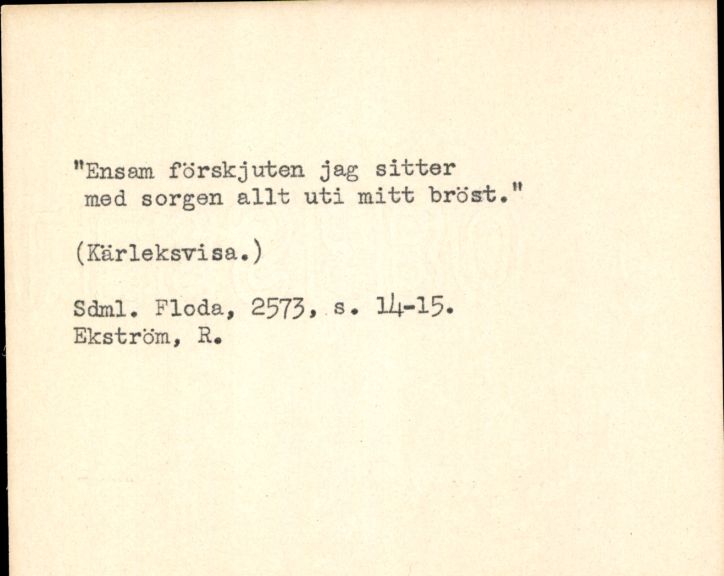 "Ensam förskjuten jag sitter
med sorgen allt uti mitt bröst."
(Kärleksvisa.)
Sdml. Floda, 2573, s. 14-15.
Ekström, R.